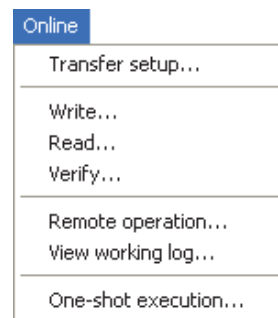 Online
Transfer setup...
Write...
Read...
Verify...
Remote operation...
View working log...
One-shot execution...